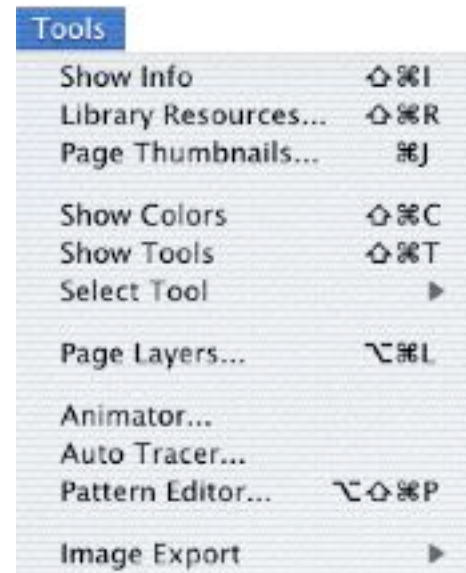 Tools
Show Info ⇧⌘I
Library Resources... ⇧⌘R
Page Thumbnails... ⌘J
Show Colors ⇧⌘C
Show Tools ⇧⌘T
Select Tool ▶
Page Layers... ⌥⌘L
Animator...
Auto Tracer...
Pattern Editor... ⌥⇧⌘P
Image Export ▶